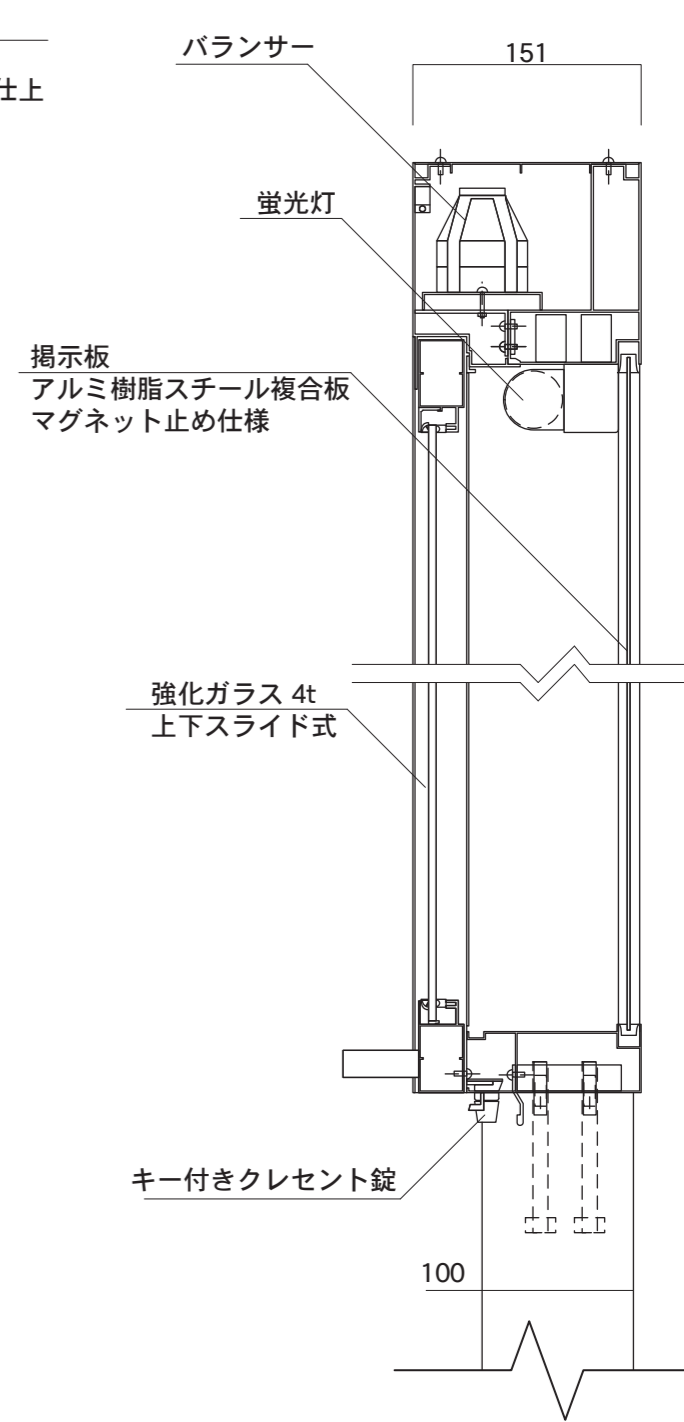 仕上
バランサー
151
蛍光灯
掲示板
アルミ樹脂スチール複合板
マグネット止め仕様
強化ガラス 4t
上下スライド式
キー付きクレセント錠
100